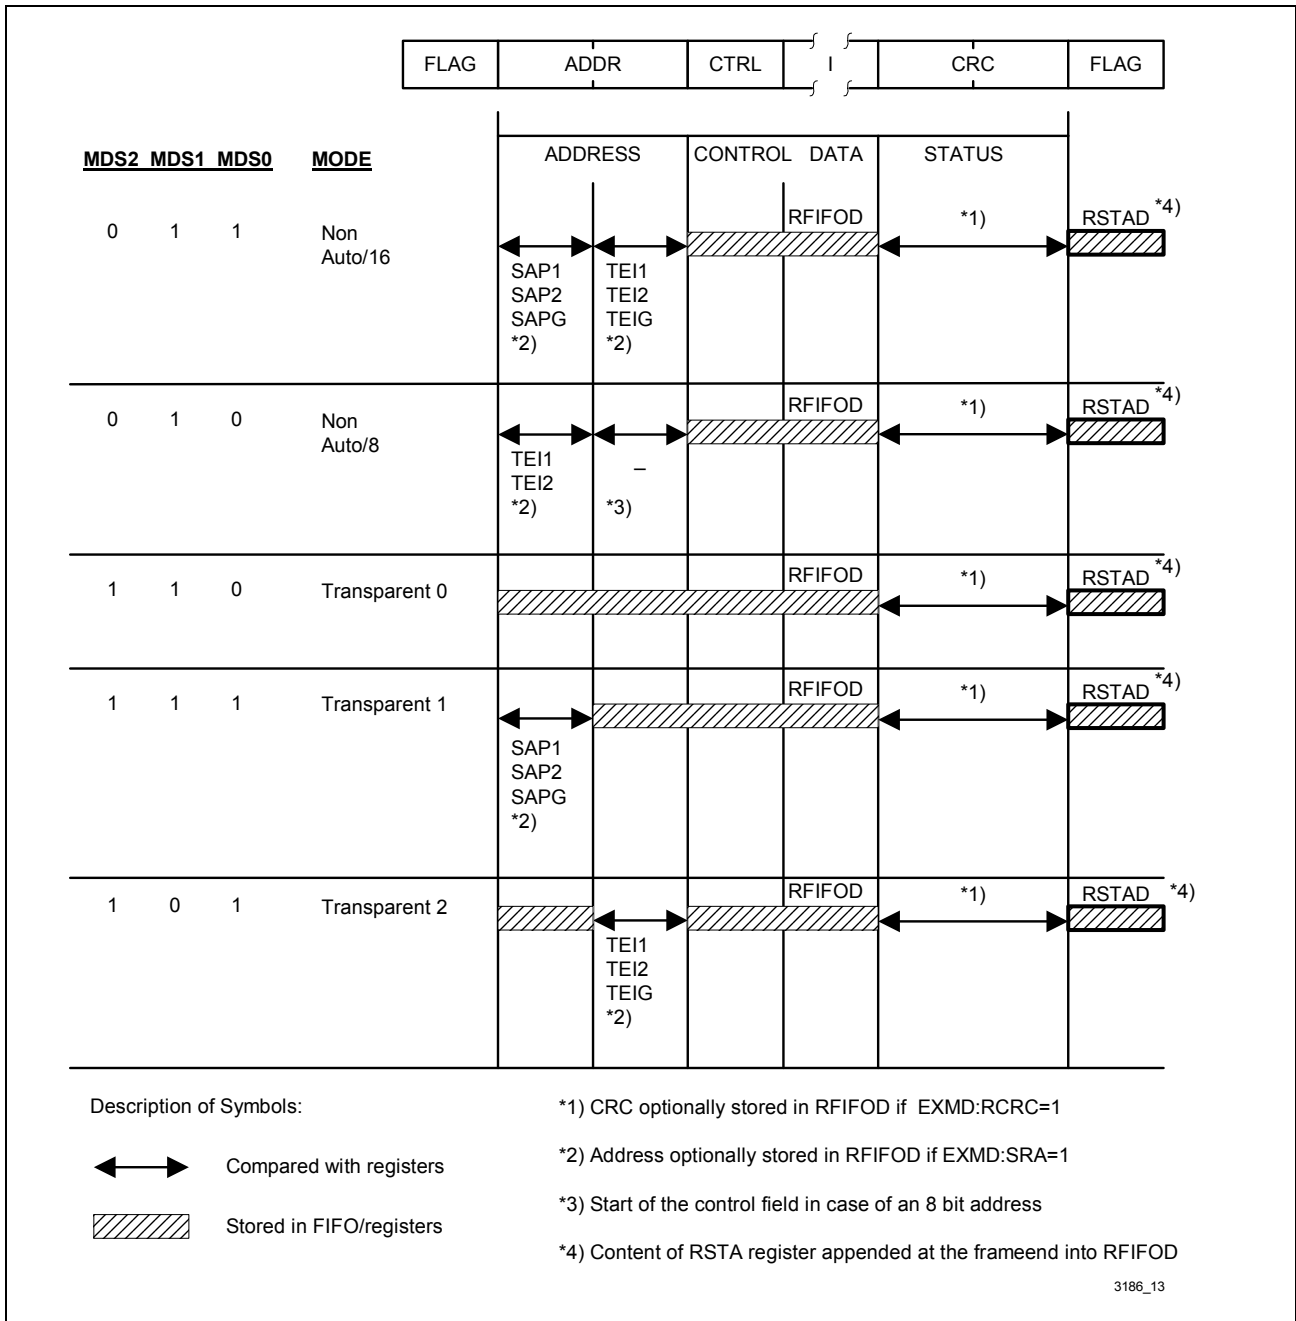 FLAG ADDR CTRL I CRC FLAG
MDS2 MDS1 MDS0 MODE ADDRESS CONTROL DATA STATUS
0 1 1 Non Auto/16 RFIFOD *1) RSTAD *4)
SAP1 TEI1
SAP2 TEI2
SAPG TEIG
*2) *2)
0 1 0 Non Auto/8 RFIFOD *1) RSTAD *4)
TEI1 –
TEI2
*2) *3)
1 1 0 Transparent 0 RFIFOD *1) RSTAD *4)
1 1 1 Transparent 1 RFIFOD *1) RSTAD *4)
SAP1
SAP2
SAPG
*2)
1 0 1 Transparent 2 RFIFOD *1) RSTAD *4)
TEI1
TEI2
TEIG
*2)
Description of Symbols:
Compared with registers
Stored in FIFO/registers
*1) CRC optionally stored in RFIFOD if EXMD:RCRC=1
*2) Address optionally stored in RFIFOD if EXMD:SRA=1
*3) Start of the control field in case of an 8 bit address
*4) Content of RSTA register appended at the frameend into RFIFOD
3186_13